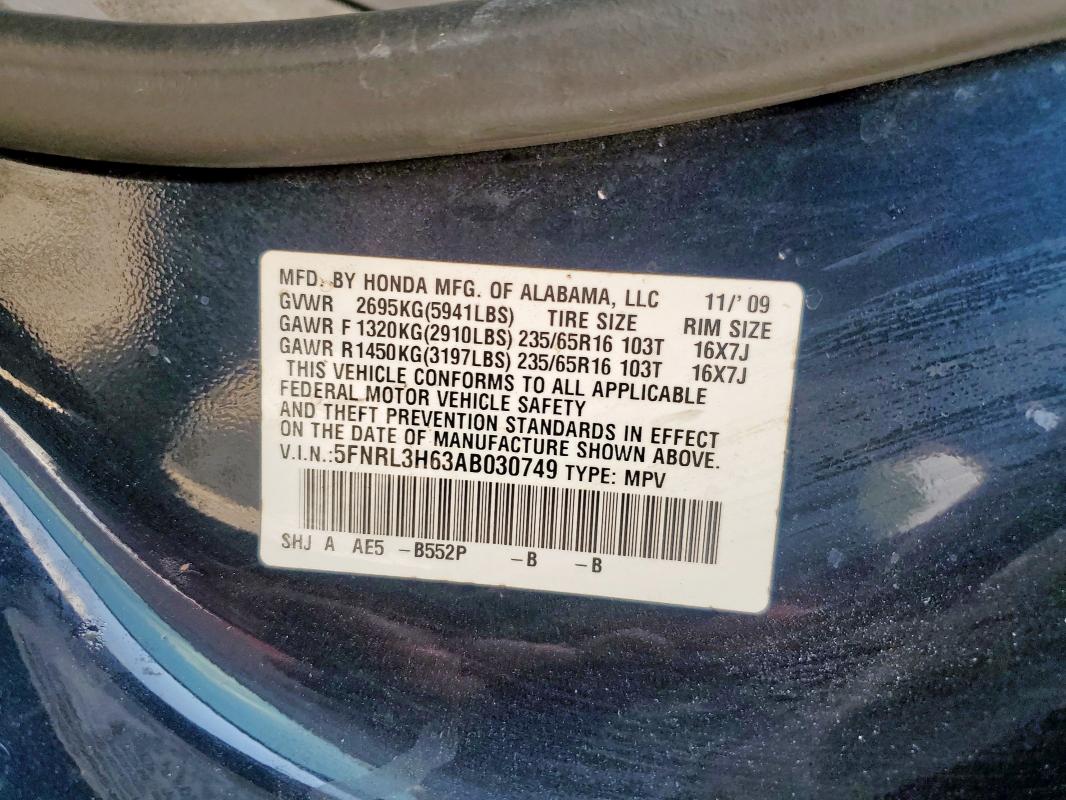 MFD. BY HONDA MFG. OF ALABAMA, LLC 11/'09
GVWR 2695KG(5941LBS) TIRE SIZE RIM SIZE
GAWR F 1320KG(2910LBS) 235/65R16 103T 16X7J
GAWR R1450KG(3197LBS) 235/65R16 103T 16X7J
THIS VEHICLE CONFORMS TO ALL APPLICABLE
FEDERAL MOTOR VEHICLE SAFETY
AND THEFT PREVENTION STANDARDS IN EFFECT
ON THE DATE OF MANUFACTURE SHOWN ABOVE.
V.I.N.:5FNRL3H63AB030749 TYPE: MPV
SHJ A AE5 -B552P -B -B